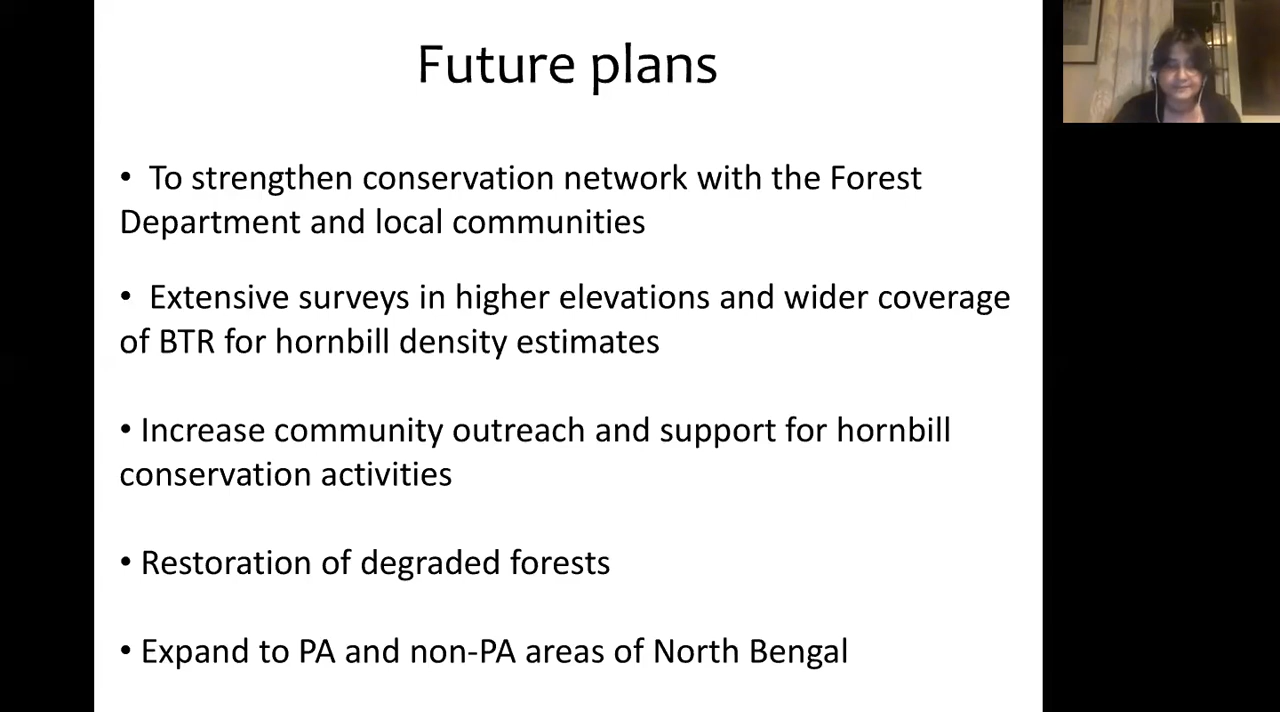 Future plans
• To strengthen conservation network with the Forest
Department and local communities
• Extensive surveys in higher elevations and wider coverage
of BTR for hornbill density estimates
• Increase community outreach and support for hornbill
conservation activities
• Restoration of degraded forests
• Expand to PA and non-PA areas of North Bengal